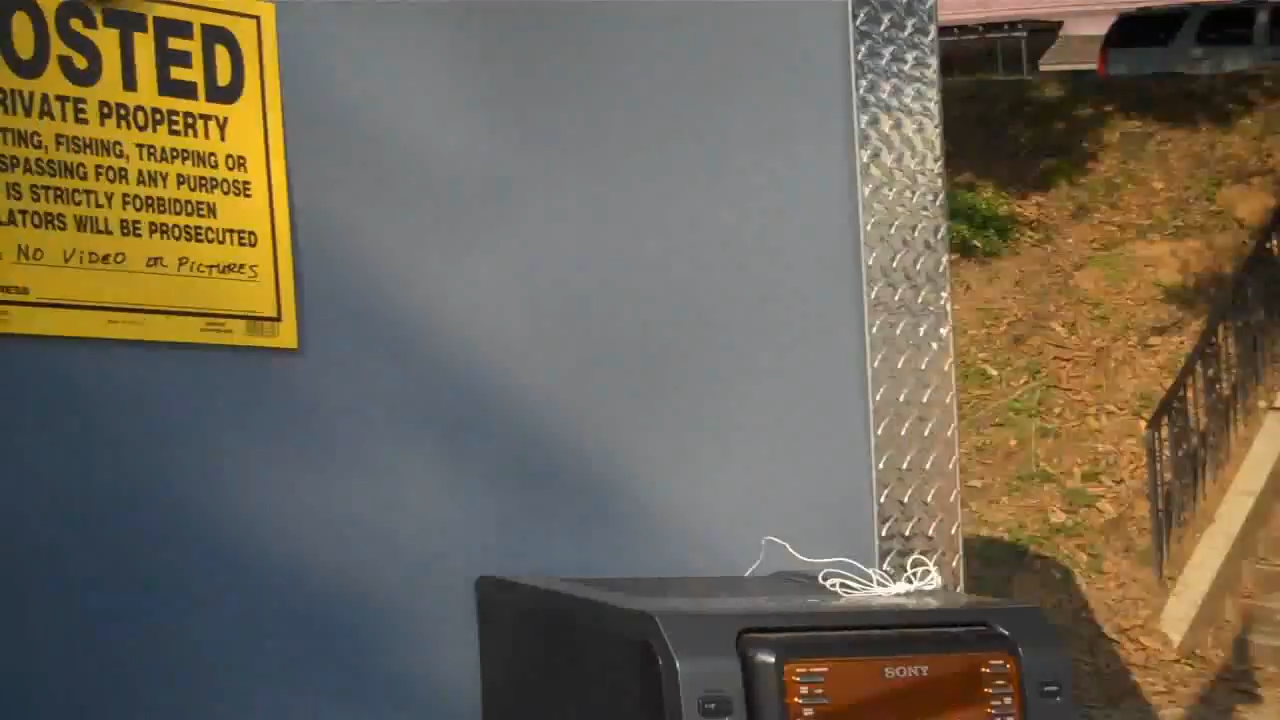 OSTED
RIVATE PROPERTY
TING, FISHING, TRAPPING OR
SPASSING FOR ANY PURPOSE
IS STRICTLY FORBIDDEN
LATORS WILL BE PROSECUTED
NO VIDEO OR PICTURES
RESS
SONY